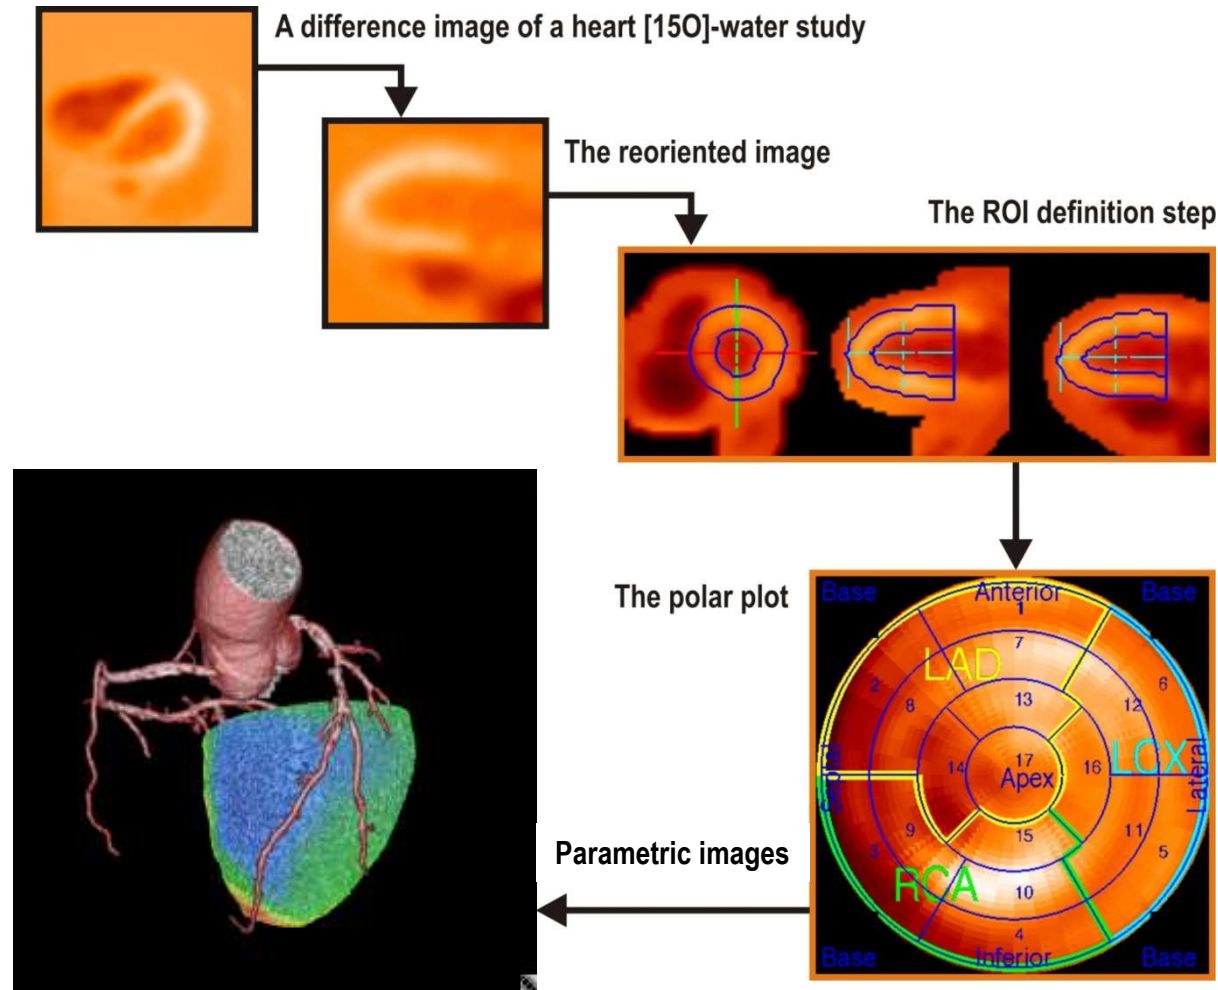 A difference image of a heart [15O]-water study
The reoriented image
The ROI definition step
The polar plot
Base
Anterior
Base
1
7
LAD
2
6
8
13
12
Septal
14
17
Apex
16
LCX
Lateral
9
15
11
3
5
RCA
10
4
Base
Inferior
Base
Parametric images